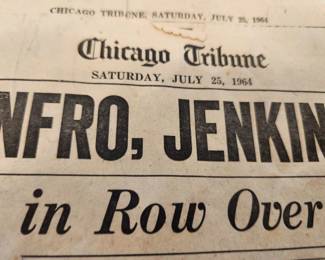 CHICAGO TRIBUNE, SATURDAY, JULY 25, 1964
Chicago Tribune
SATURDAY, JULY 25, 1964
NFRO, JENKIN
in Row Over